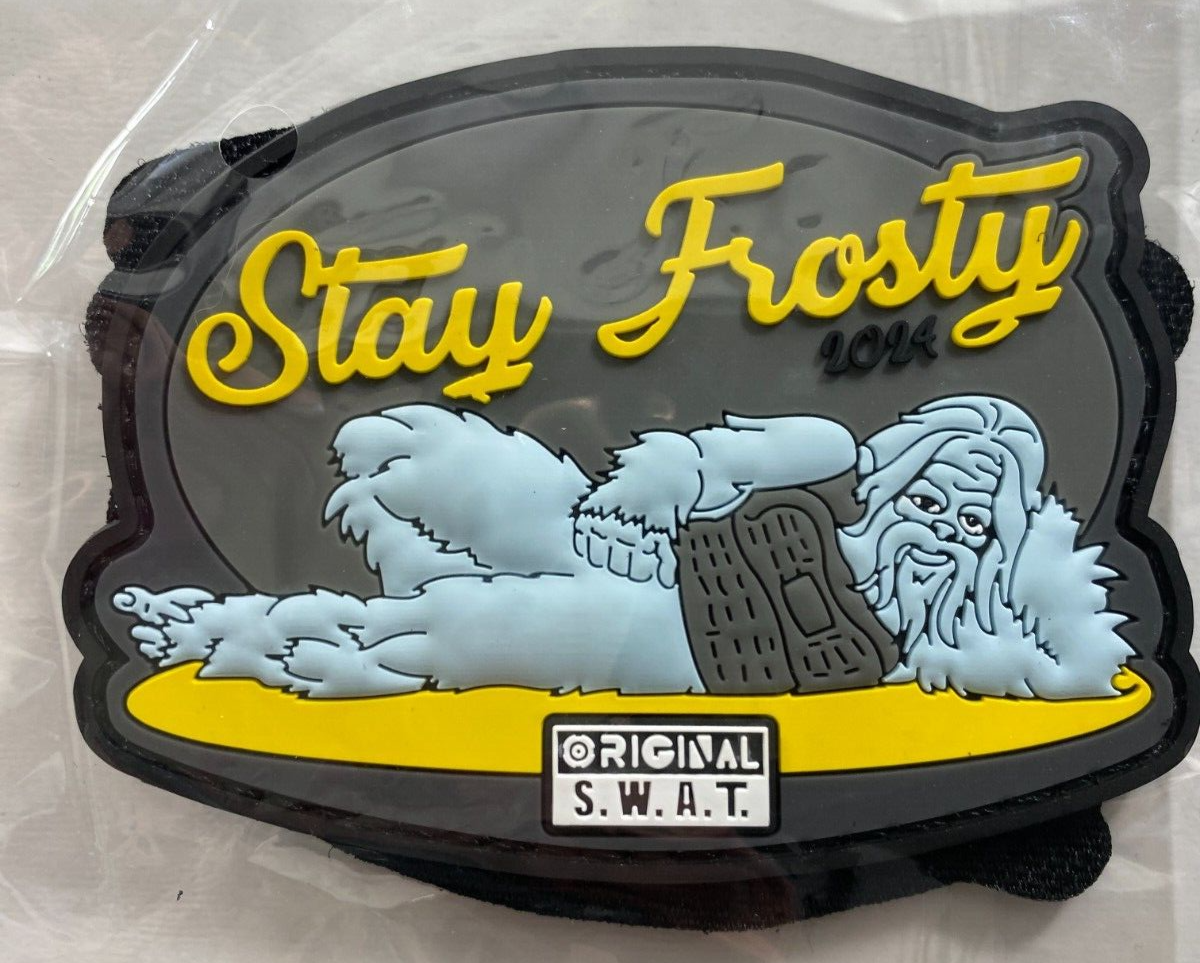 Stay Frosty
2024
ORIGINAL
S.W.A.T.